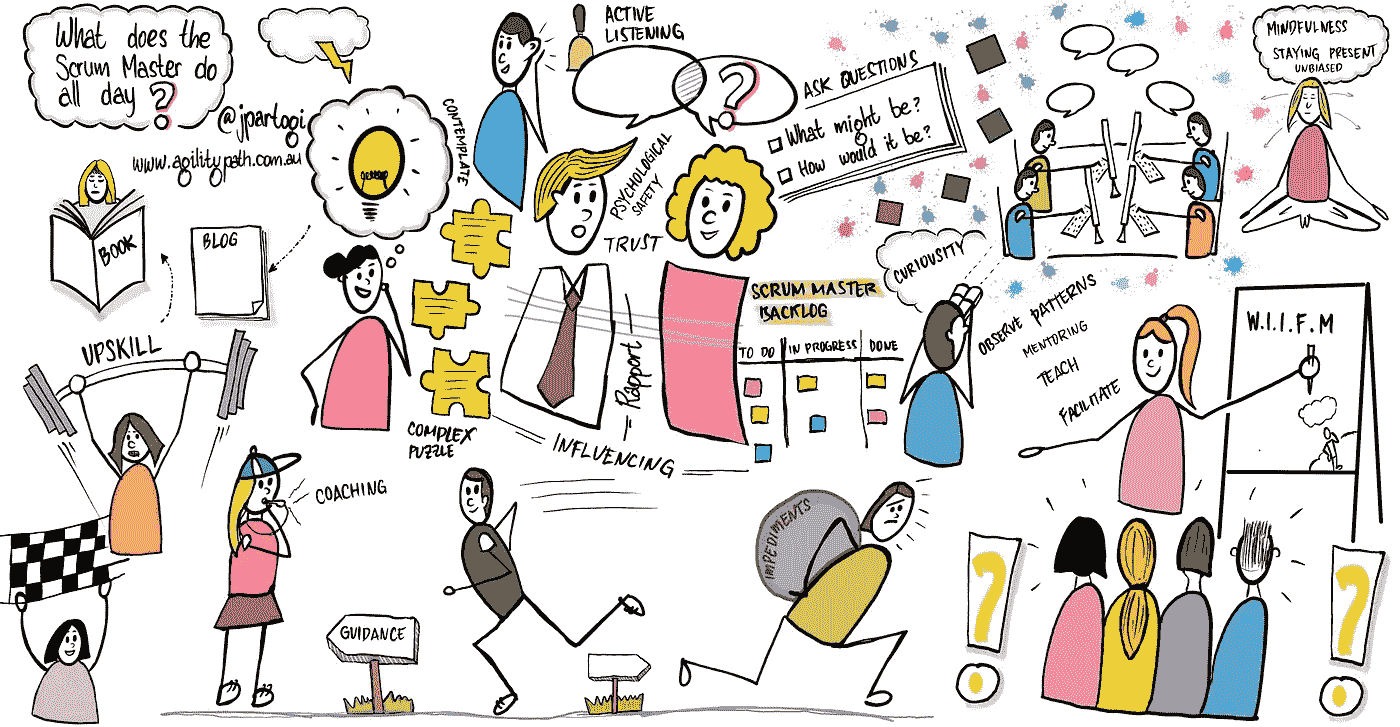 What does the
Scrum Master do
all day?
@jpartogi
www.agilitypath.com.au
BOOK
BLOG
UPSKILL
CONTEMPLATE
ACTIVE
LISTENING
?
ASK QUESTIONS
What might be?
How would it be?
PSYCHOLOGICAL
SAFETY
TRUST
MINDFULNESS
STAYING PRESENT
UNBIASED
CURIOUSITY
SCRUM MASTER
BACKLOG
TO DO
IN PROGRESS
DONE
OBSERVE PATTERNS
MENTORING
TEACH
FACILITATE
W.I.I.F.M
COMPLEX
PUZZLE
Rapport
INFLUENCING
COACHING
GUIDANCE
IMPEDIMENTS
?
?